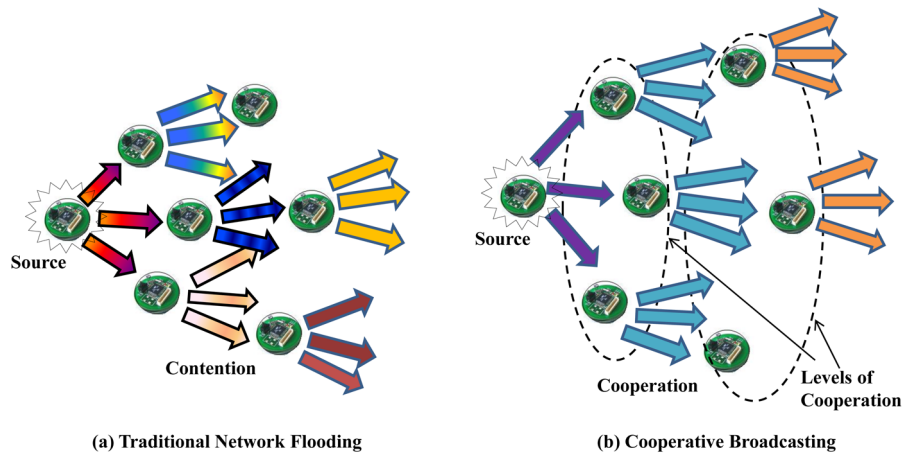 Source
Contention
(a) Traditional Network Flooding
Source
Cooperation
Levels of
Cooperation
(b) Cooperative Broadcasting